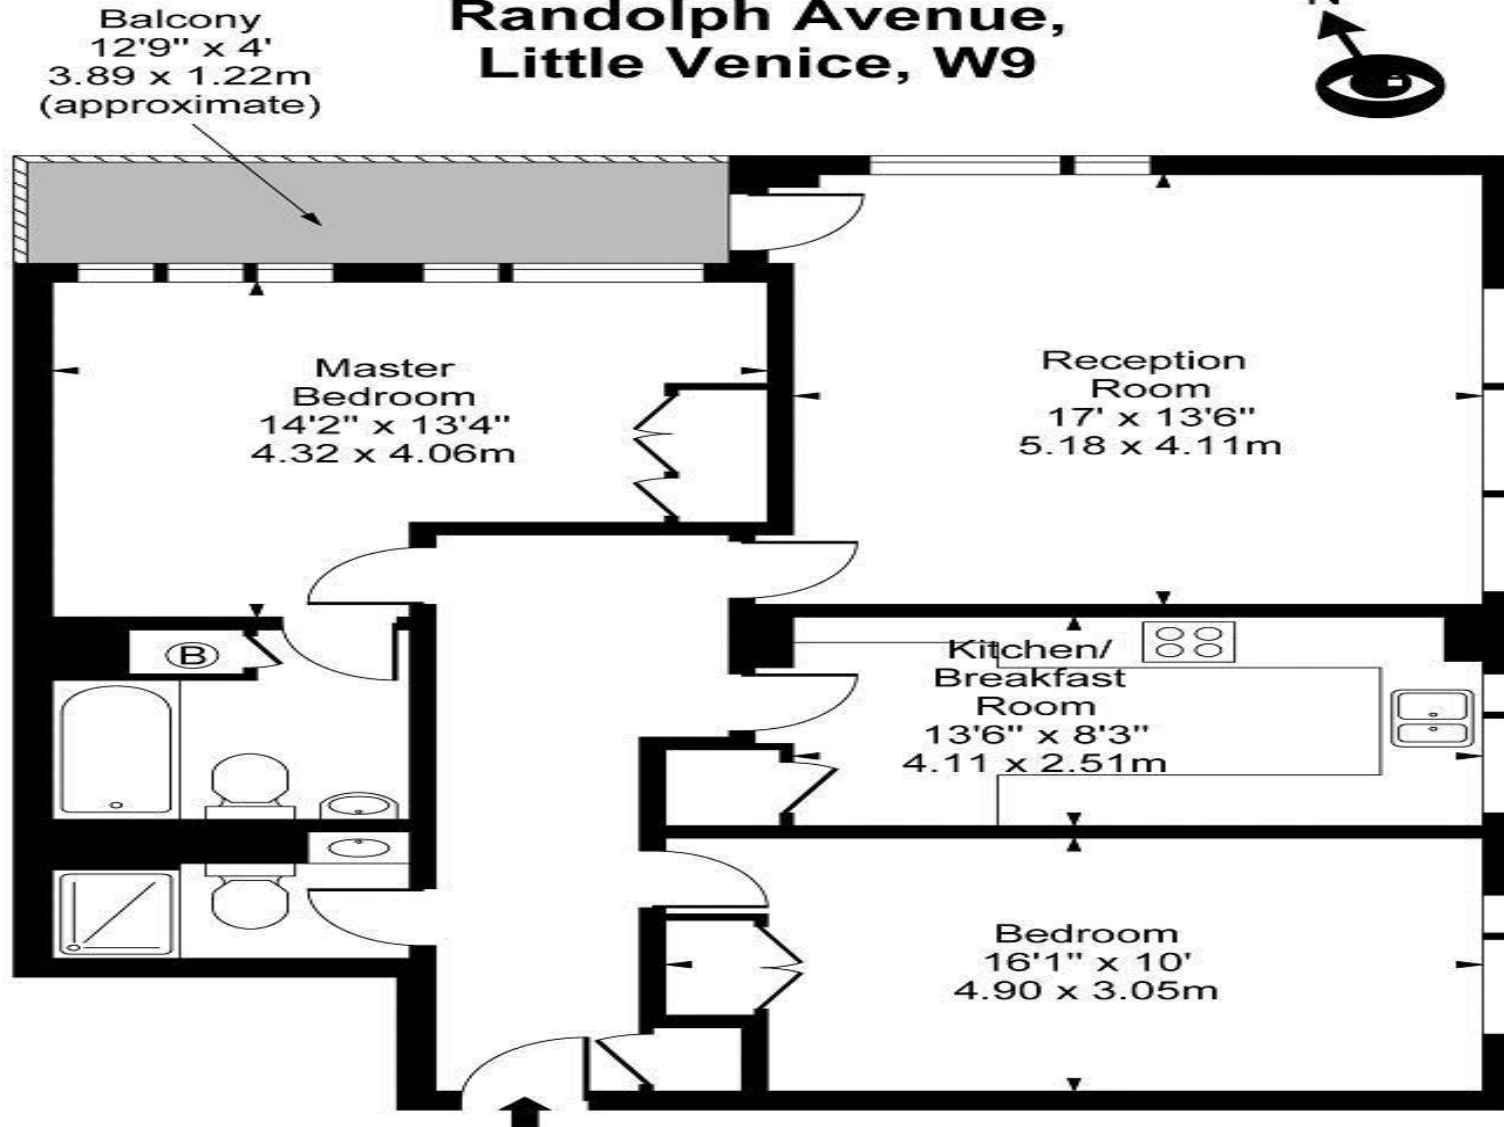 Balcony
12'9" x 4'
3.89 x 1.22m
(approximate)
Randolph Avenue,
Little Venice, W9
N
Master
Bedroom
14'2" x 13'4"
4.32 x 4.06m
Reception
Room
17' x 13'6"
5.18 x 4.11m
B
Kitchen/
Breakfast
Room
13'6" x 8'3"
4.11 x 2.51m
Bedroom
16'1" x 10'
4.90 x 3.05m